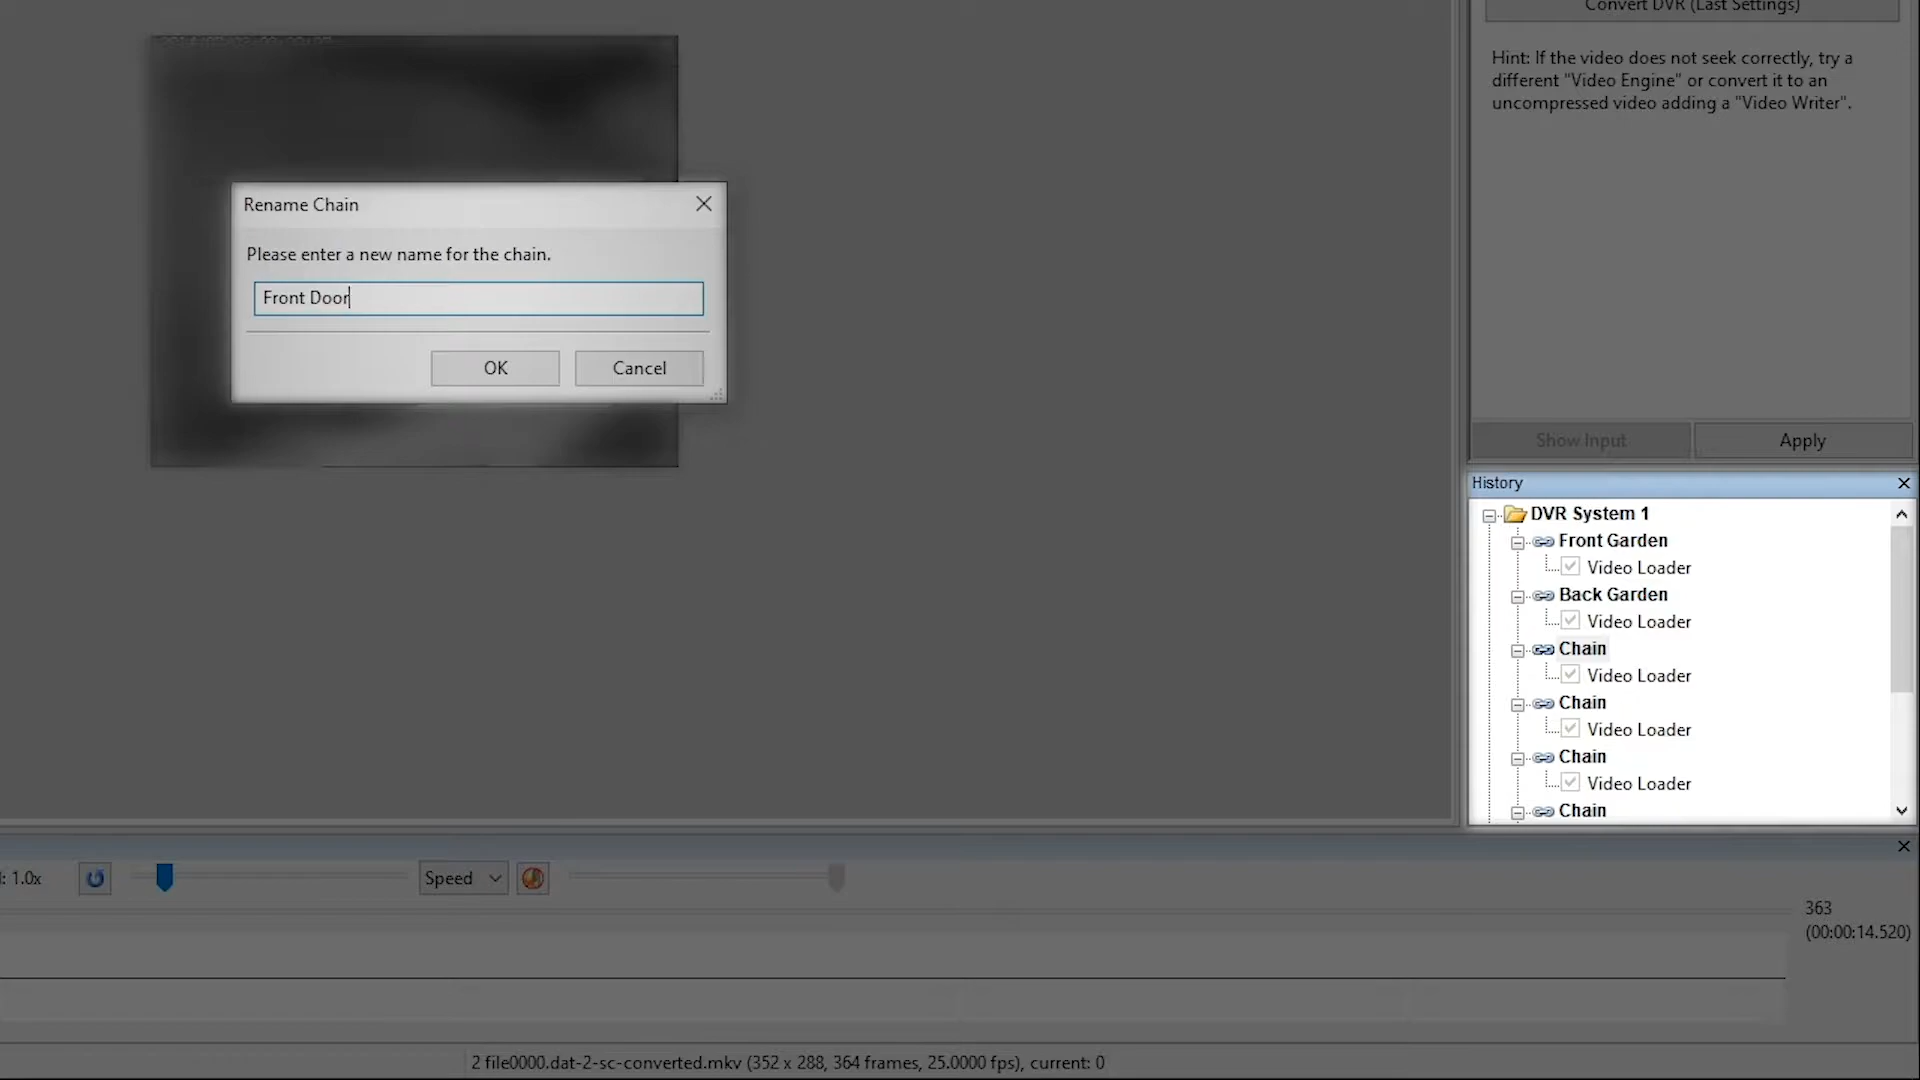 Convert DVR (Last Settings)
Hint: If the video does not seek correctly, try a
different "Video Engine" or convert it to an
uncompressed video adding a "Video Writer".
Rename Chain
Please enter a new name for the chain.
Front Door
OK
Cancel
Show Input
Apply
History
DVR System 1
Front Garden
Video Loader
Back Garden
Video Loader
Chain
Video Loader
Chain
Video Loader
Chain
Video Loader
Chain
: 1.0x
Speed
363
(00:00:14.520)
2 file0000.dat-2-sc-converted.mkv (352 x 288, 364 frames, 25.0000 fps), current: 0